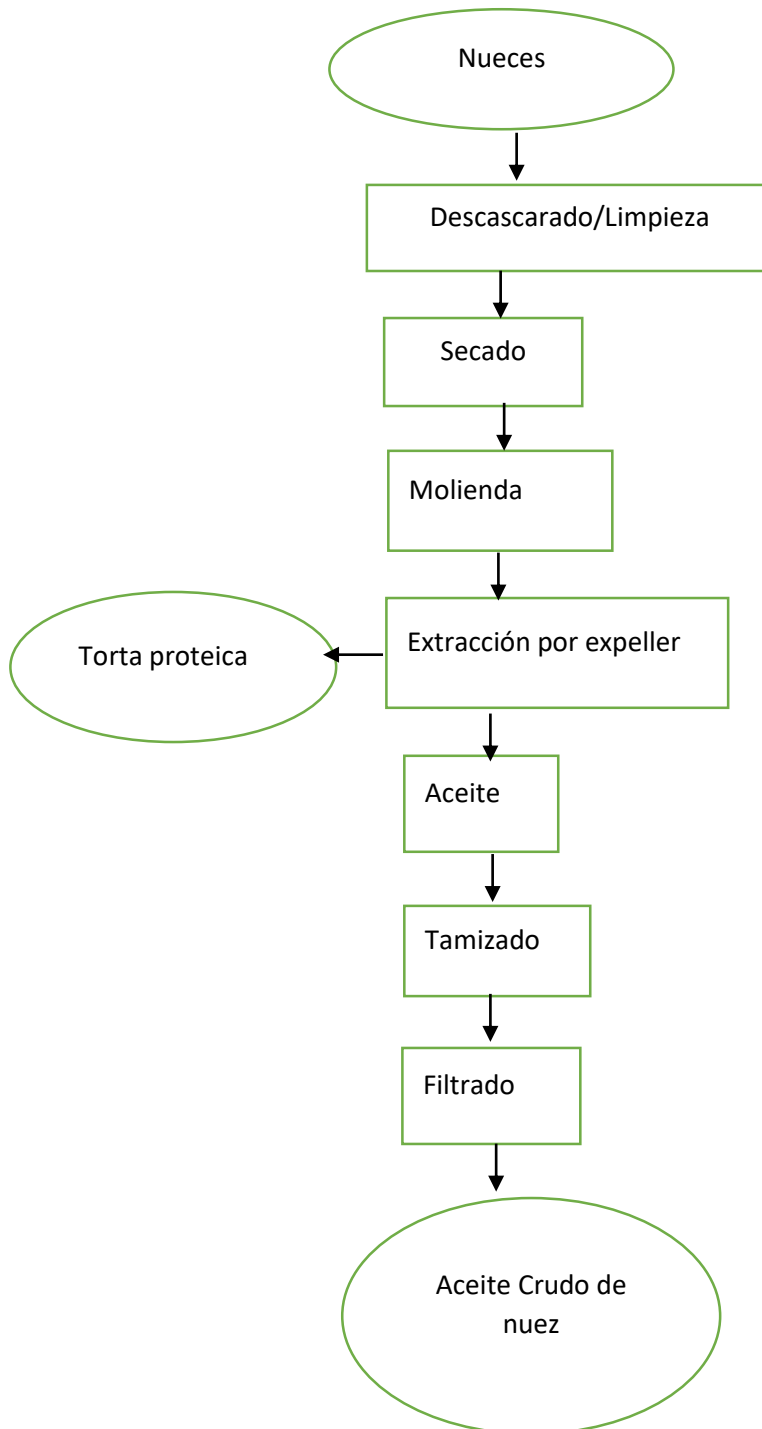 Nueces
Descascarado/Limpieza
Secado
Molienda
Extracción por expeller
Torta proteica
Aceite
Tamizado
Filtrado
Aceite Crudo de
nuez